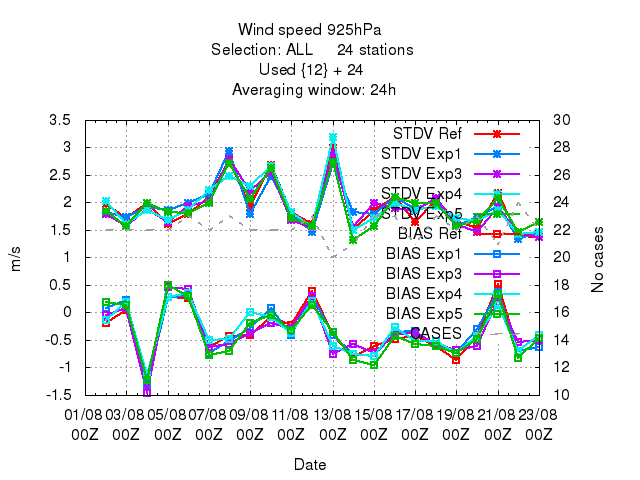 Wind speed 925hPa
Selection: ALL 24 stations
Used {12} + 24
Averaging window: 24h
3.5
3
2.5
2
1.5
1
0.5
0
-0.5
-1
-1.5
m/s
30
28
26
24
22
20
18
16
14
12
10
No cases
STDV Ref
STDV Exp1
STDV Exp3
STDV Exp4
STDV Exp5
BIAS Ref
BIAS Exp1
BIAS Exp3
BIAS Exp4
BIAS Exp5
CASES
01/08 03/08 05/08 07/08 09/08 11/08 13/08 15/08 17/08 19/08 21/08 23/08
00Z 00Z 00Z 00Z 00Z 00Z 00Z 00Z 00Z 00Z 00Z 00Z
Date